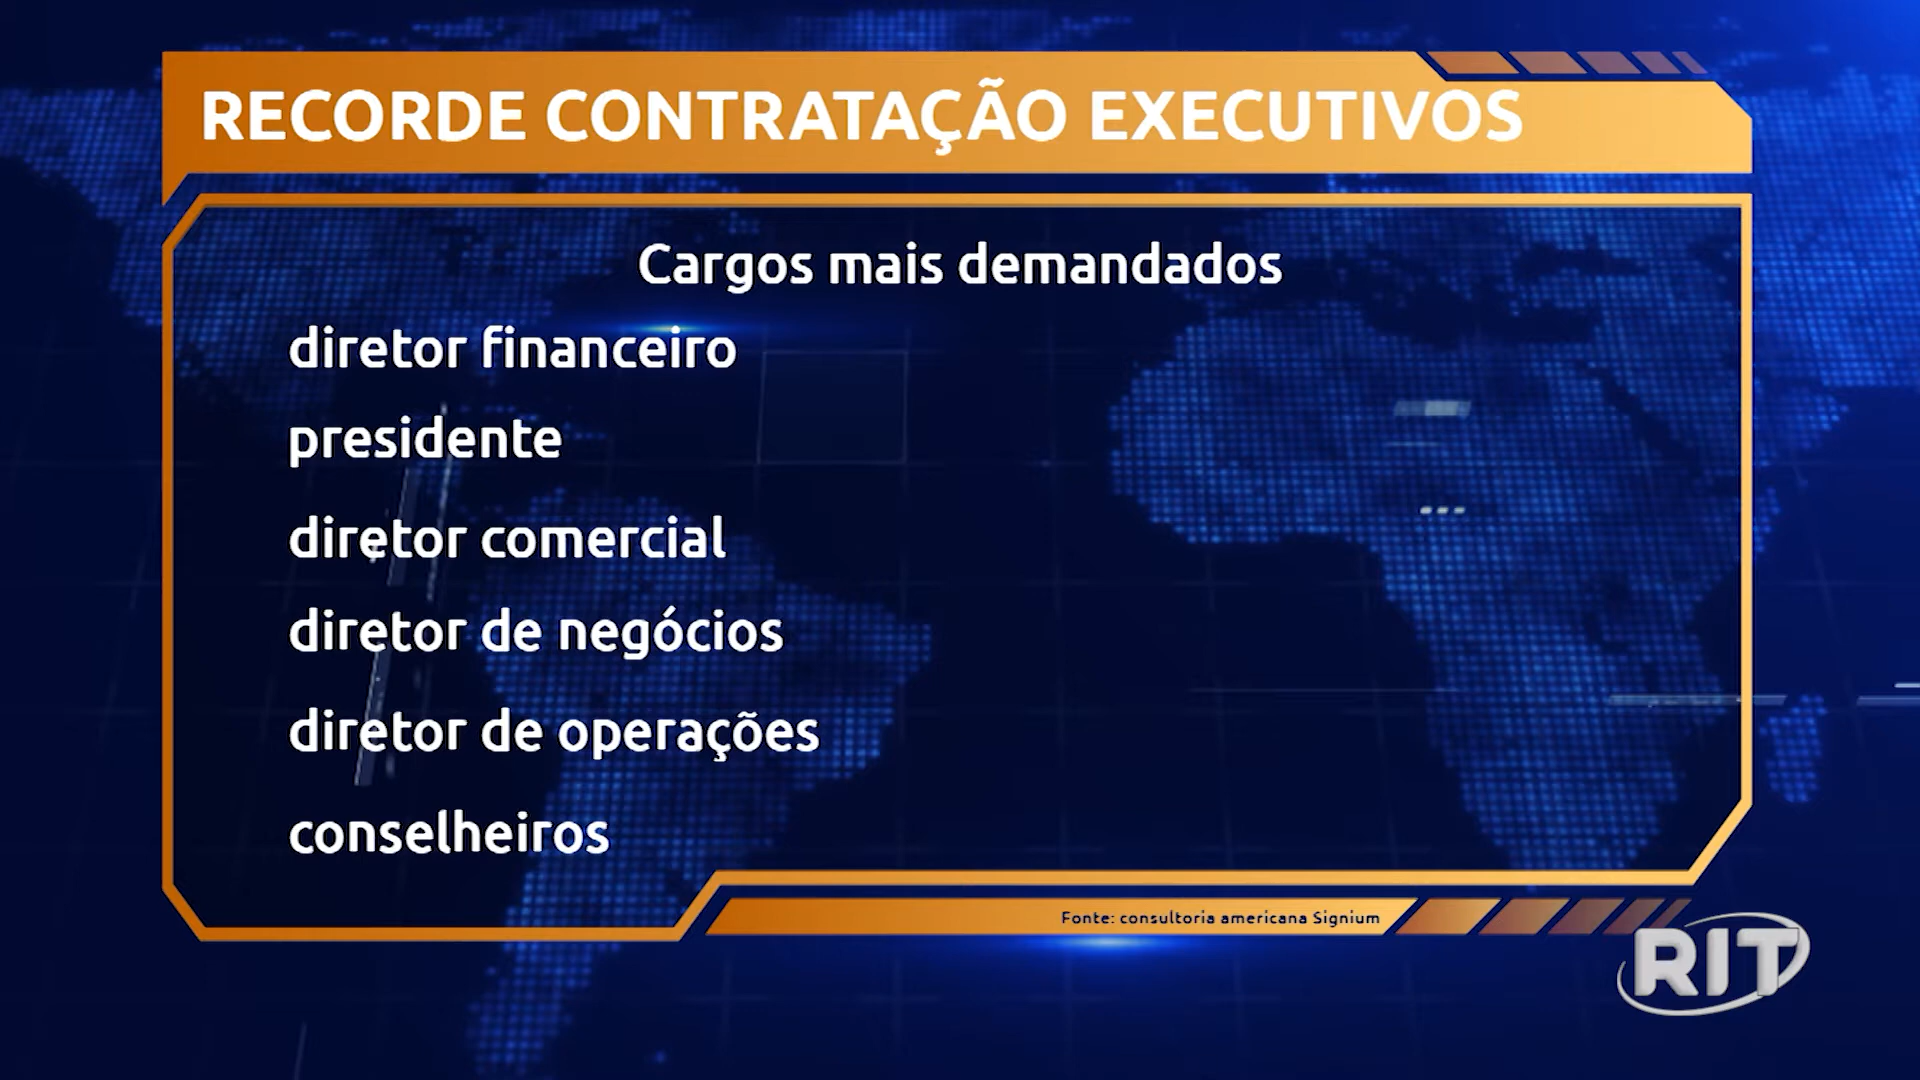 RECORDE CONTRATAÇÃO EXECUTIVOS
Cargos mais demandados
diretor financeiro
presidente
diretor comercial
diretor de negócios
diretor de operações
conselheiros
Fonte: consultoria americana Signium
RIT